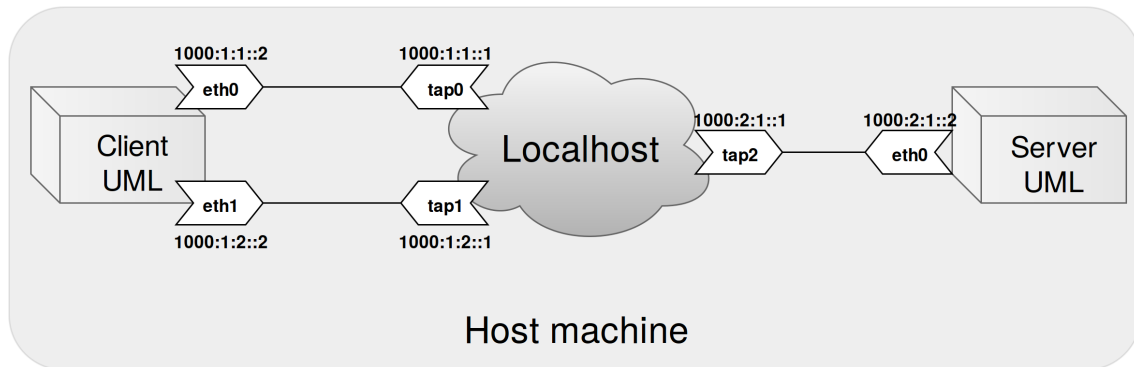 1000:1:1::2
1000:1:1::1
eth0
tap0
Client
UML
Localhost
1000:2:1::1
1000:2:1::2
tap2
eth0
Server
UML
eth1
tap1
1000:1:2::2
1000:1:2::1
Host machine